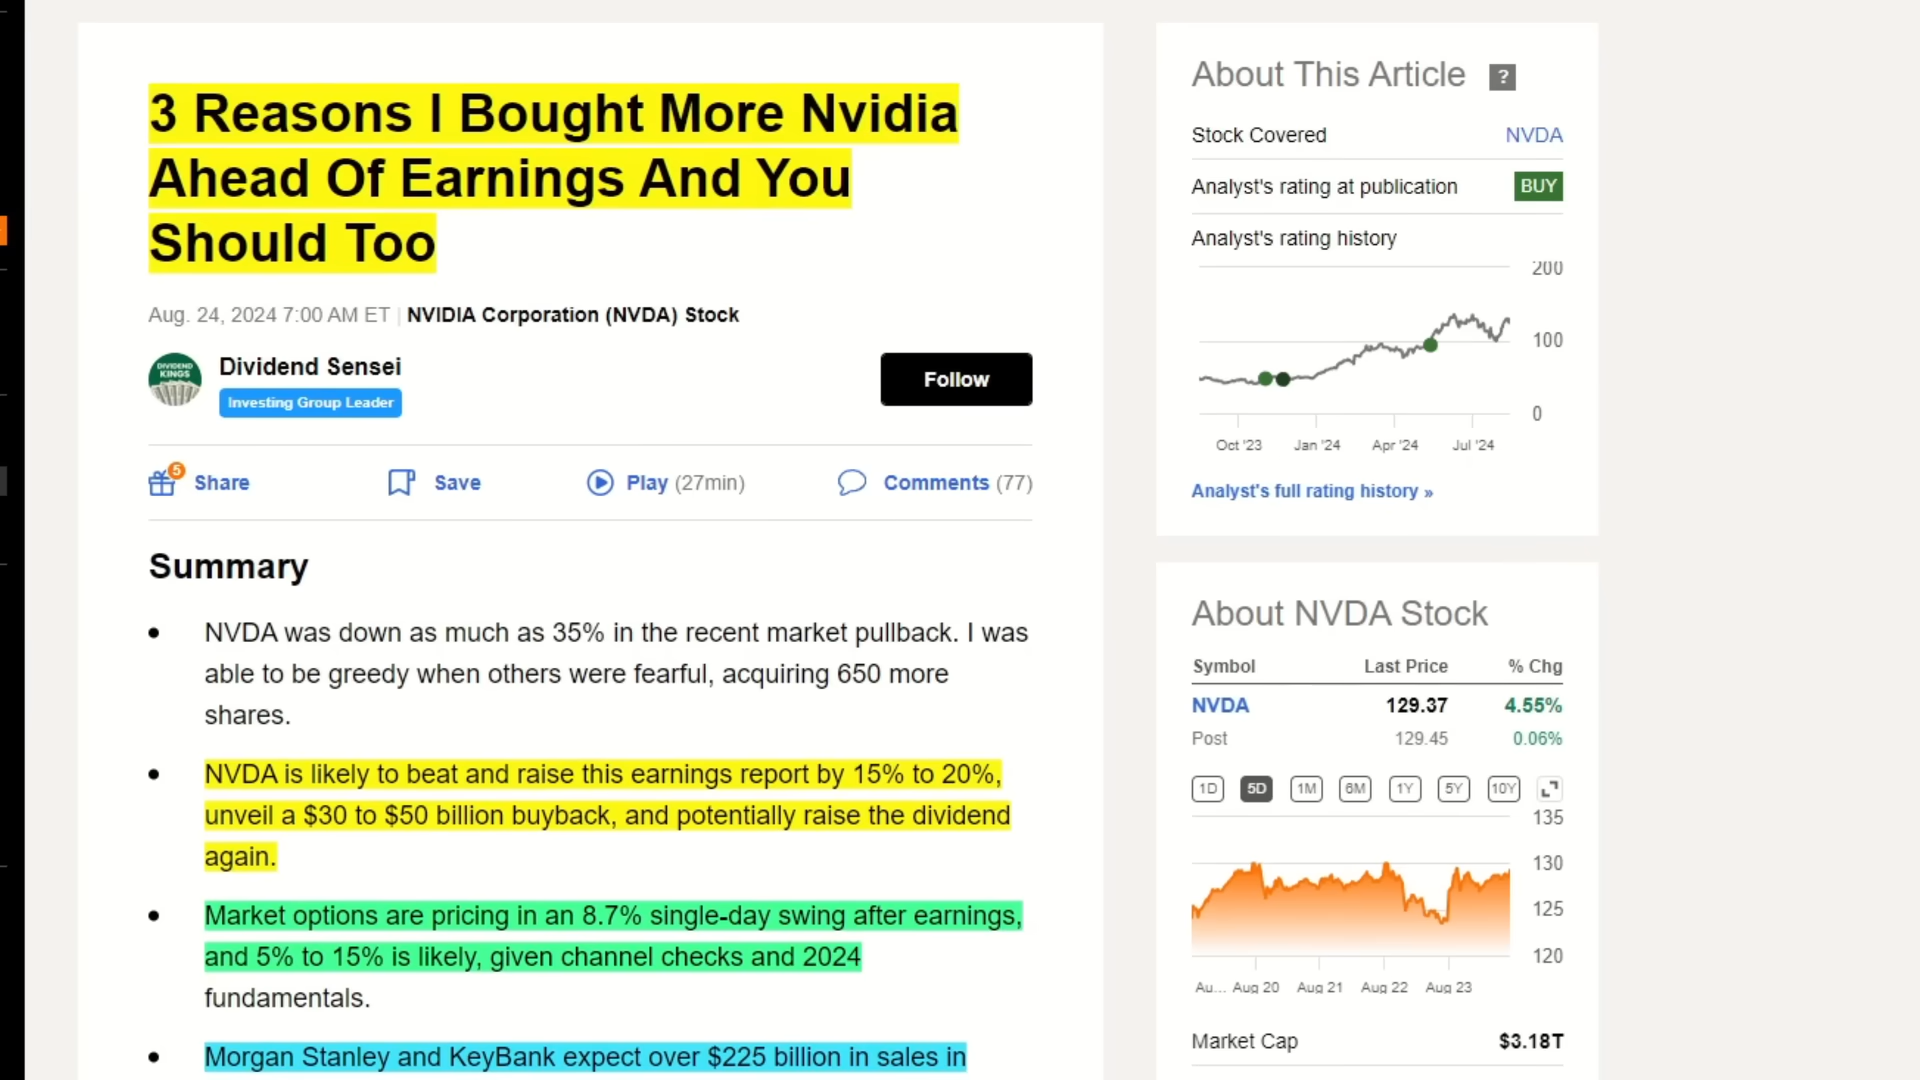 3 Reasons I Bought More Nvidia
Ahead Of Earnings And You
Should Too
Aug. 24, 2024 7:00 AM ET | NVIDIA Corporation (NVDA) Stock
DIVIDEND
KINGS
Dividend Sensei
Investing Group Leader
Follow
5
Share
Save
Play (27min)
Comments (77)
Summary
• NVDA was down as much as 35% in the recent market pullback. I was
able to be greedy when others were fearful, acquiring 650 more
shares.
• NVDA is likely to beat and raise this earnings report by 15% to 20%,
unveil a $30 to $50 billion buyback, and potentially raise the dividend
again.
• Market options are pricing in an 8.7% single-day swing after earnings,
and 5% to 15% is likely, given channel checks and 2024
fundamentals.
• Morgan Stanley and KeyBank expect over $225 billion in sales in
About This Article ?
Stock Covered NVDA
Analyst's rating at publication BUY
Analyst's rating history
200
100
0
Oct '23 Jan '24 Apr '24 Jul '24
Analyst's full rating history »
About NVDA Stock
Symbol Last Price % Chg
NVDA 129.37 4.55%
Post 129.45 0.06%
1D 5D 1M 6M 1Y 5Y 10Y
135
130
125
120
Au... Aug 20 Aug 21 Aug 22 Aug 23
Market Cap $3.18T